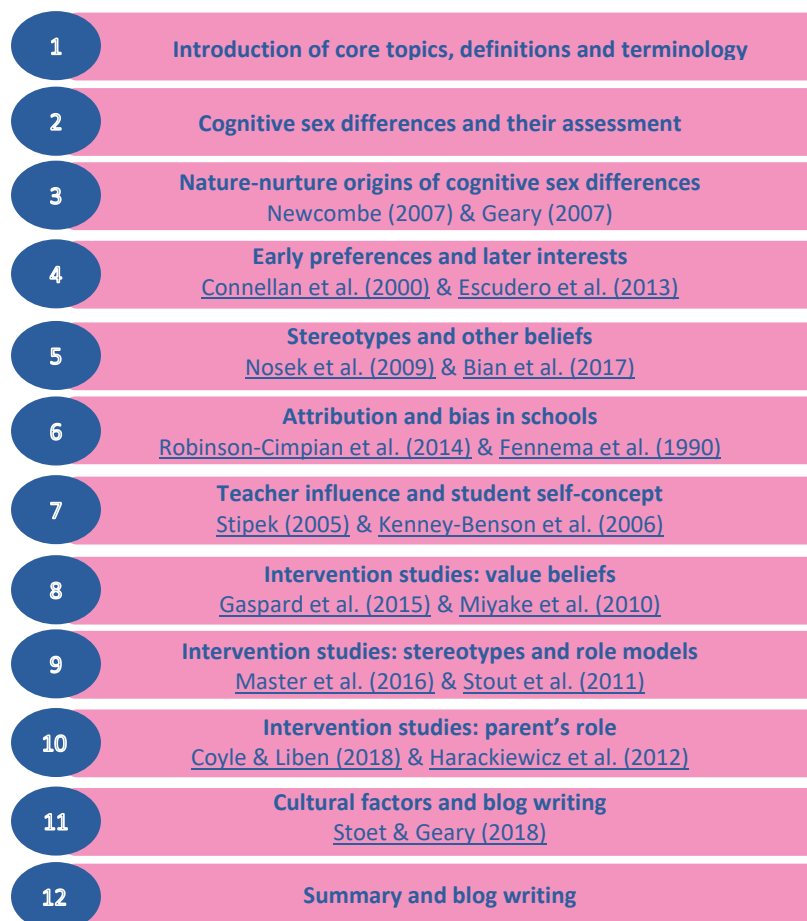 1
Introduction of core topics, definitions and terminology
2
Cognitive sex differences and their assessment
3
Nature-nurture origins of cognitive sex differences
Newcombe (2007) & Geary (2007)
4
Early preferences and later interests
Connellan et al. (2000) & Escudero et al. (2013)
5
Stereotypes and other beliefs
Nosek et al. (2009) & Bian et al. (2017)
6
Attribution and bias in schools
Robinson-Cimpian et al. (2014) & Fennema et al. (1990)
7
Teacher influence and student self-concept
Stipek (2005) & Kenney-Benson et al. (2006)
8
Intervention studies: value beliefs
Gaspard et al. (2015) & Miyake et al. (2010)
9
Intervention studies: stereotypes and role models
Master et al. (2016) & Stout et al. (2011)
10
Intervention studies: parent's role
Coyle & Liben (2018) & Harackiewicz et al. (2012)
11
Cultural factors and blog writing
Stoet & Geary (2018)
12
Summary and blog writing